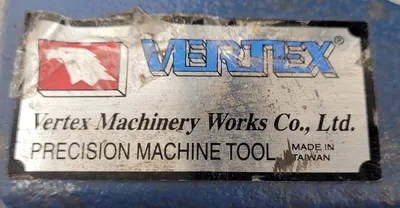 VERTEX®
Vertex Machinery Works Co., Ltd.
PRECISION MACHINE TOOL MADE IN
TAIWAN